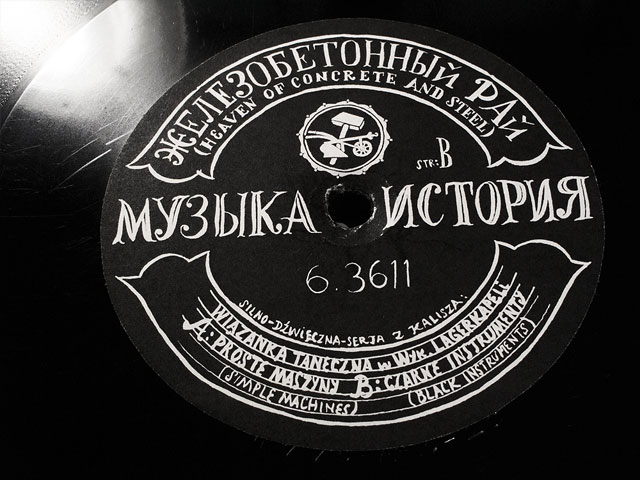 ЖЕЛЕЗОБЕТОННЫЙ РАЙ
(HEAVEN OF CONCRETE AND STEEL)
STR: B
МУЗЫКА ИСТОРИЯ
6.3611
SILNO-DŹWIĘCZNA-SERJA Z KALISZA:
WIĄZANKA TANECZNA W WYK. LAGERKAPELL
A: PROSTE MASZYNY B: CZARNE INSTRUMENTY
(SIMPLE MACHINES) (BLACK INSTRUMENTS)